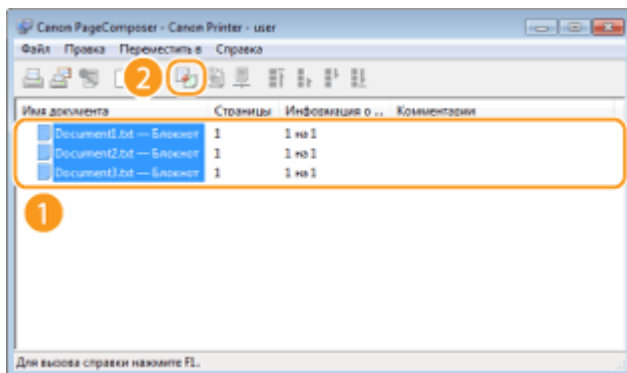 Canon PageComposer - Canon Printer - user
Файл Правка Переместить в Справка
2
Имя документа Страницы Информация о ... Комментарии
Document1.txt — Блокнот 1 1 на 1
Document2.txt — Блокнот 1 1 на 1
Document3.txt — Блокнот 1 1 на 1
1
Для вызова справки нажмите F1.